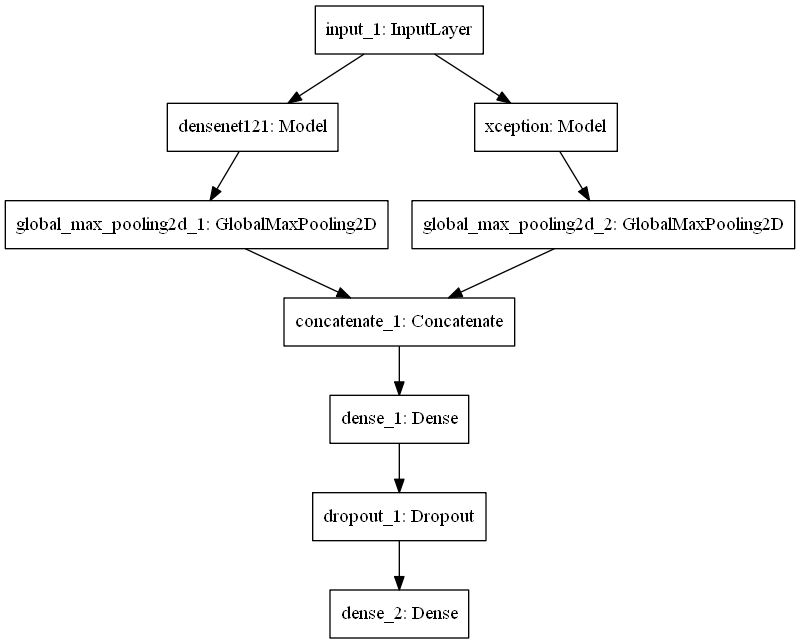 input_1: InputLayer
densenet121: Model
xception: Model
global_max_pooling2d_1: GlobalMaxPooling2D
global_max_pooling2d_2: GlobalMaxPooling2D
concatenate_1: Concatenate
dense_1: Dense
dropout_1: Dropout
dense_2: Dense